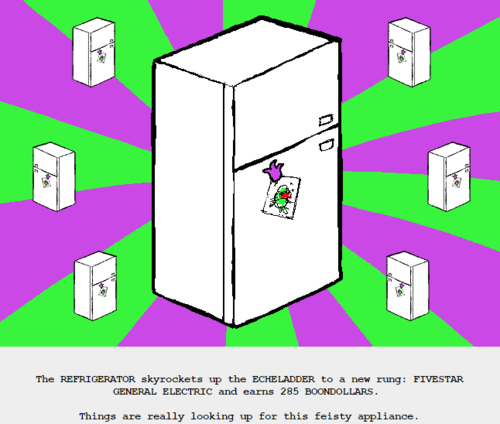 The REFRIGERATOR skyrockets up the ECHELADDER to a new rung: FIVESTAR
GENERAL ELECTRIC and earns 285 BOONDOLLARS.
Things are really looking up for this feisty appliance.